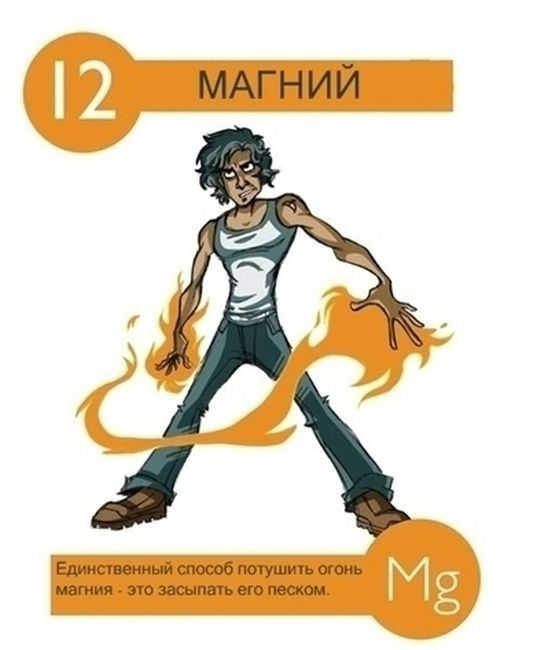 12
МАГНИЙ
Единственный способ потушить огонь
магния - это засыпать его песком.
Mg